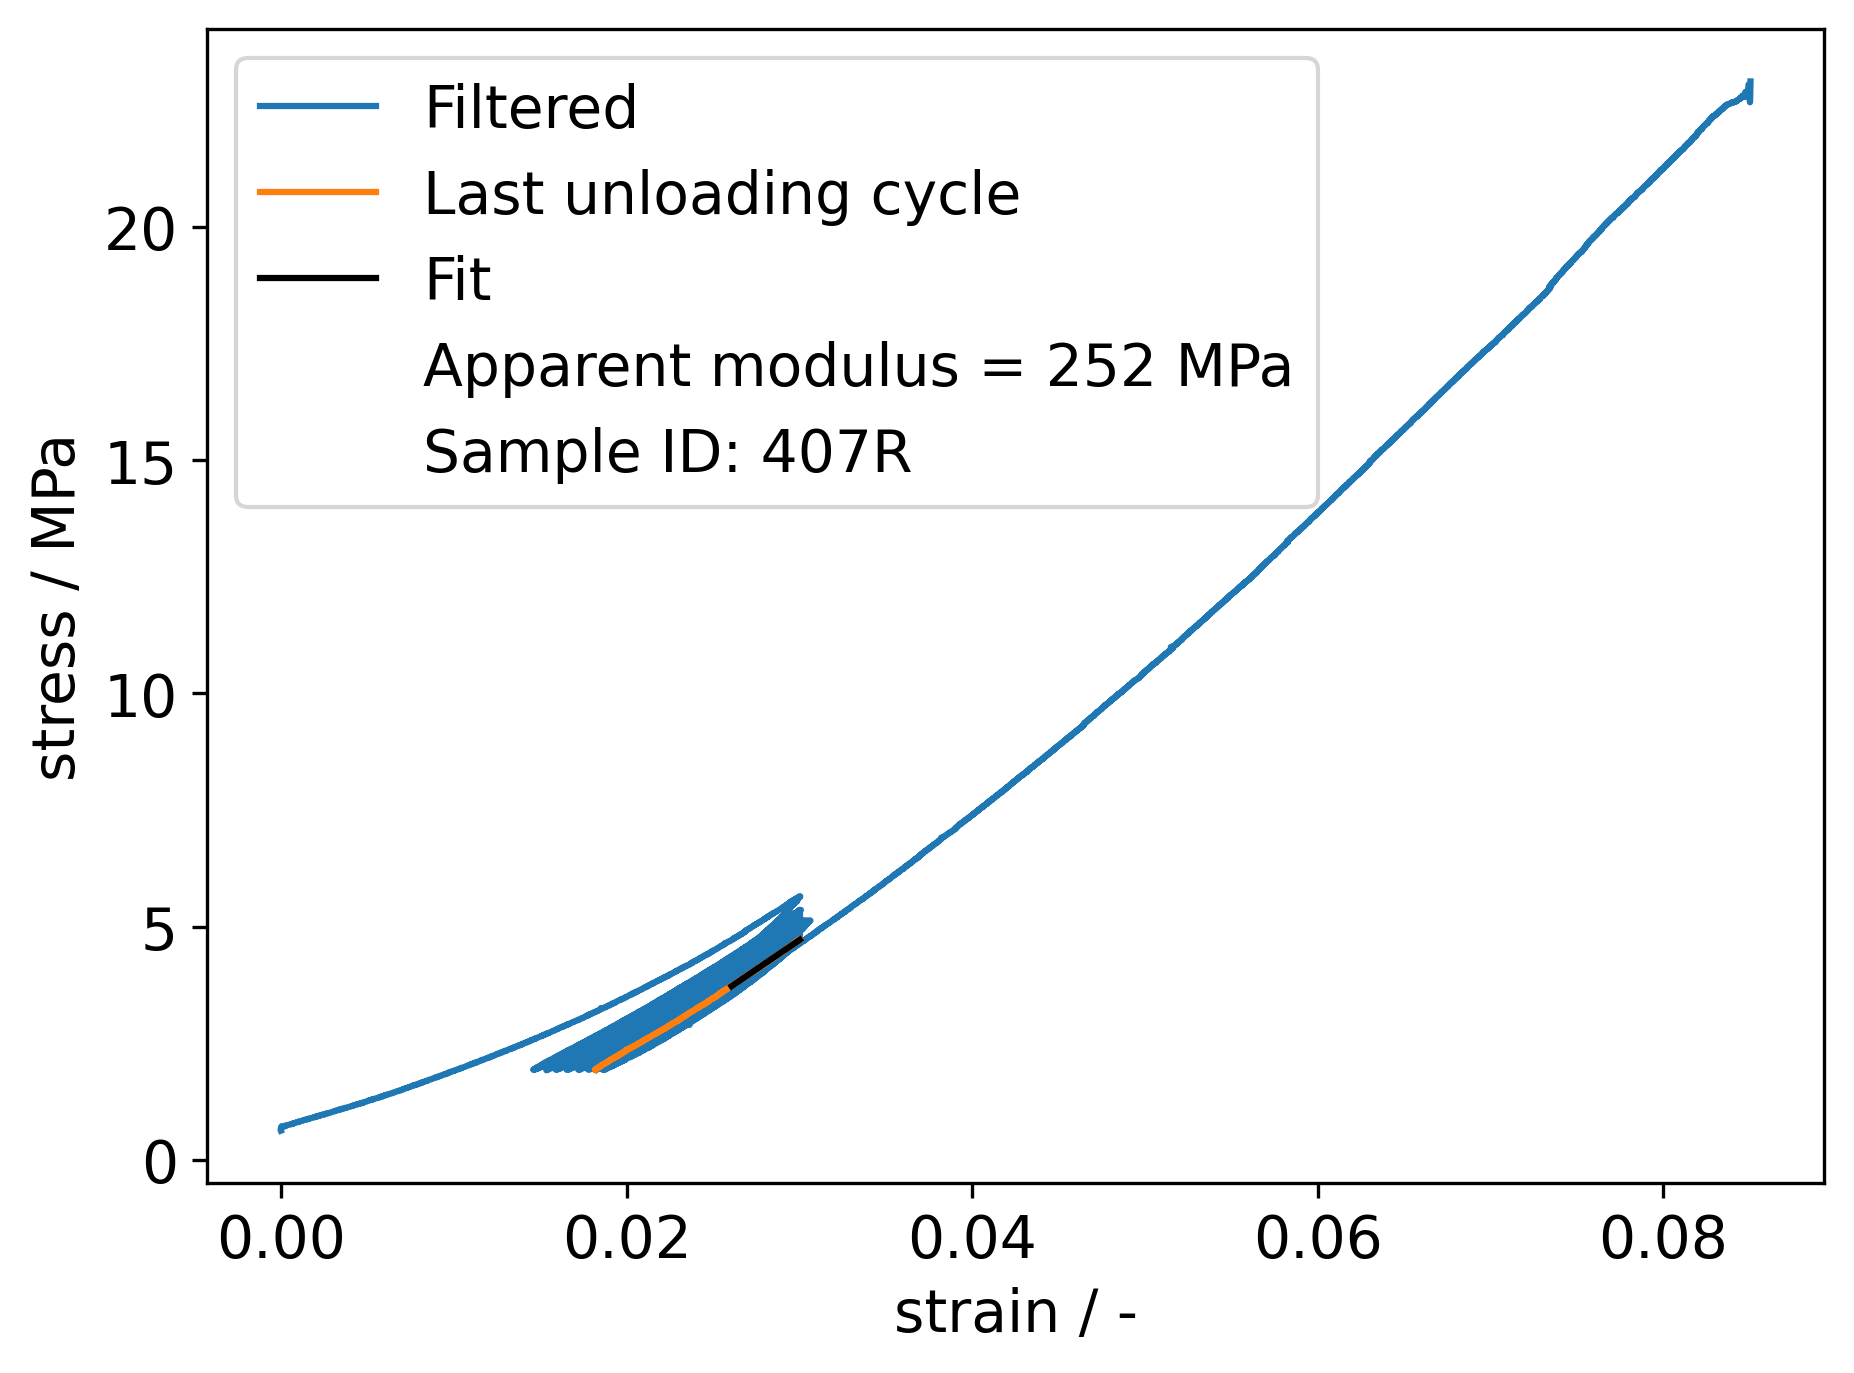 Filtered
Last unloading cycle
Fit
Apparent modulus = 252 MPa
Sample ID: 407R
stress / MPa
20
15
10
5
0
0.00 0.02 0.04 0.06 0.08
strain / -